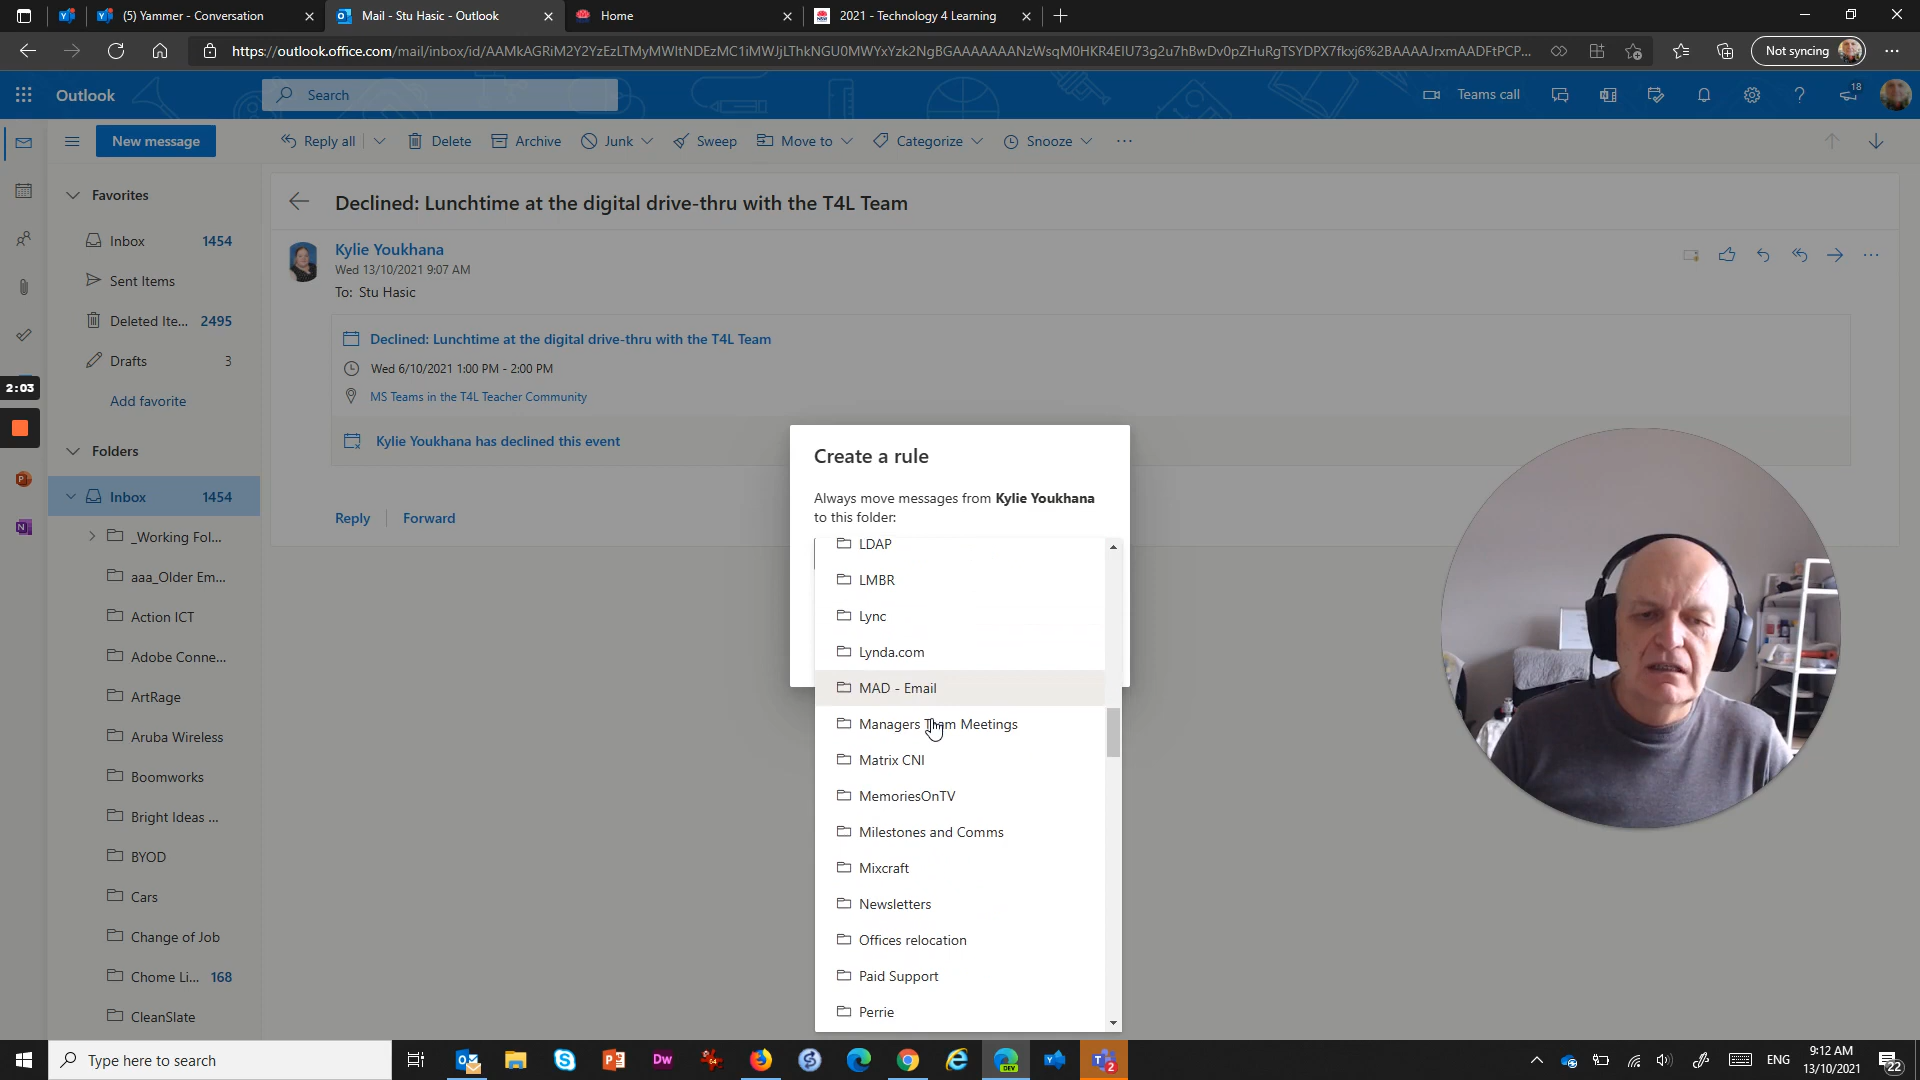 (5) Yammer - Conversation
Mail - Stu Hasic - Outlook
Home
2021 - Technology 4 Learning
Not syncing
Outlook
Search
Teams call
18
New message
Reply all
Delete
Archive
Junk
Sweep
Move to
Categorize
Snooze
Favorites
Inbox 1454
Sent Items
Deleted Ite... 2495
Drafts 3
Add favorite
Folders
Inbox 1454
_Working Fol...
aaa_Older Em...
Action ICT
Adobe Conne...
ArtRage
Aruba Wireless
Boomworks
Bright Ideas ...
BYOD
Cars
Change of Job
Chome Li... 168
CleanSlate
2:03
Declined: Lunchtime at the digital drive-thru with the T4L Team
Kylie Youkhana
Wed 13/10/2021 9:07 AM
To: Stu Hasic
Declined: Lunchtime at the digital drive-thru with the T4L Team
Wed 6/10/2021 1:00 PM - 2:00 PM
MS Teams in the T4L Teacher Community
Kylie Youkhana has declined this event
Reply
Forward
Create a rule
Always move messages from Kylie Youkhana
to this folder:
LDAP
LMBR
Lync
Lynda.com
MAD - Email
Managers Team Meetings
Matrix CNI
MemoriesOnTV
Milestones and Comms
Mixcraft
Newsletters
Offices relocation
Paid Support
Perrie
Type here to search
Dw
DEV
2
ENG
9:12 AM
13/10/2021
22